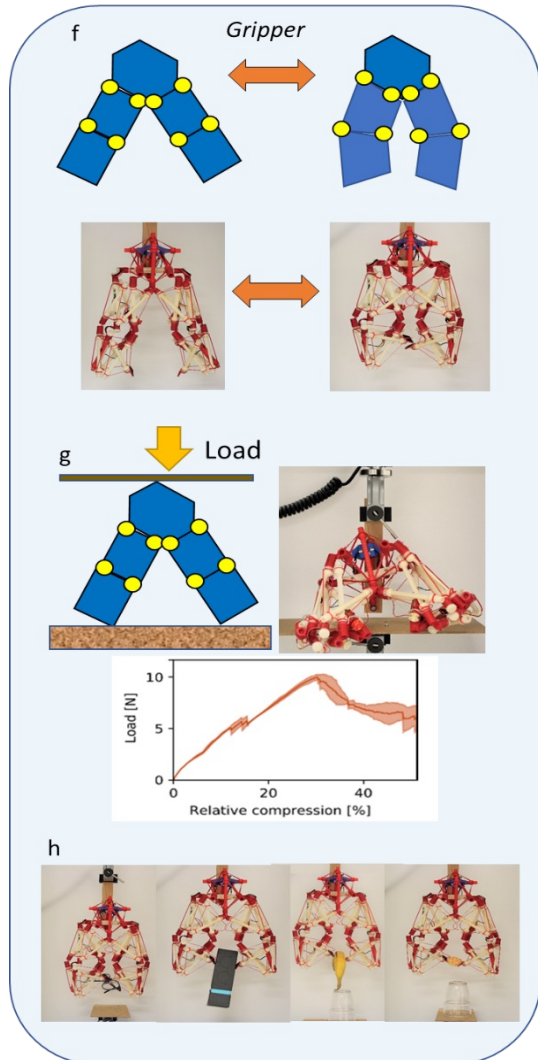 f
Gripper
g
Load
10
5
0
Load [N]
0
20
40
Relative compression [%]
h